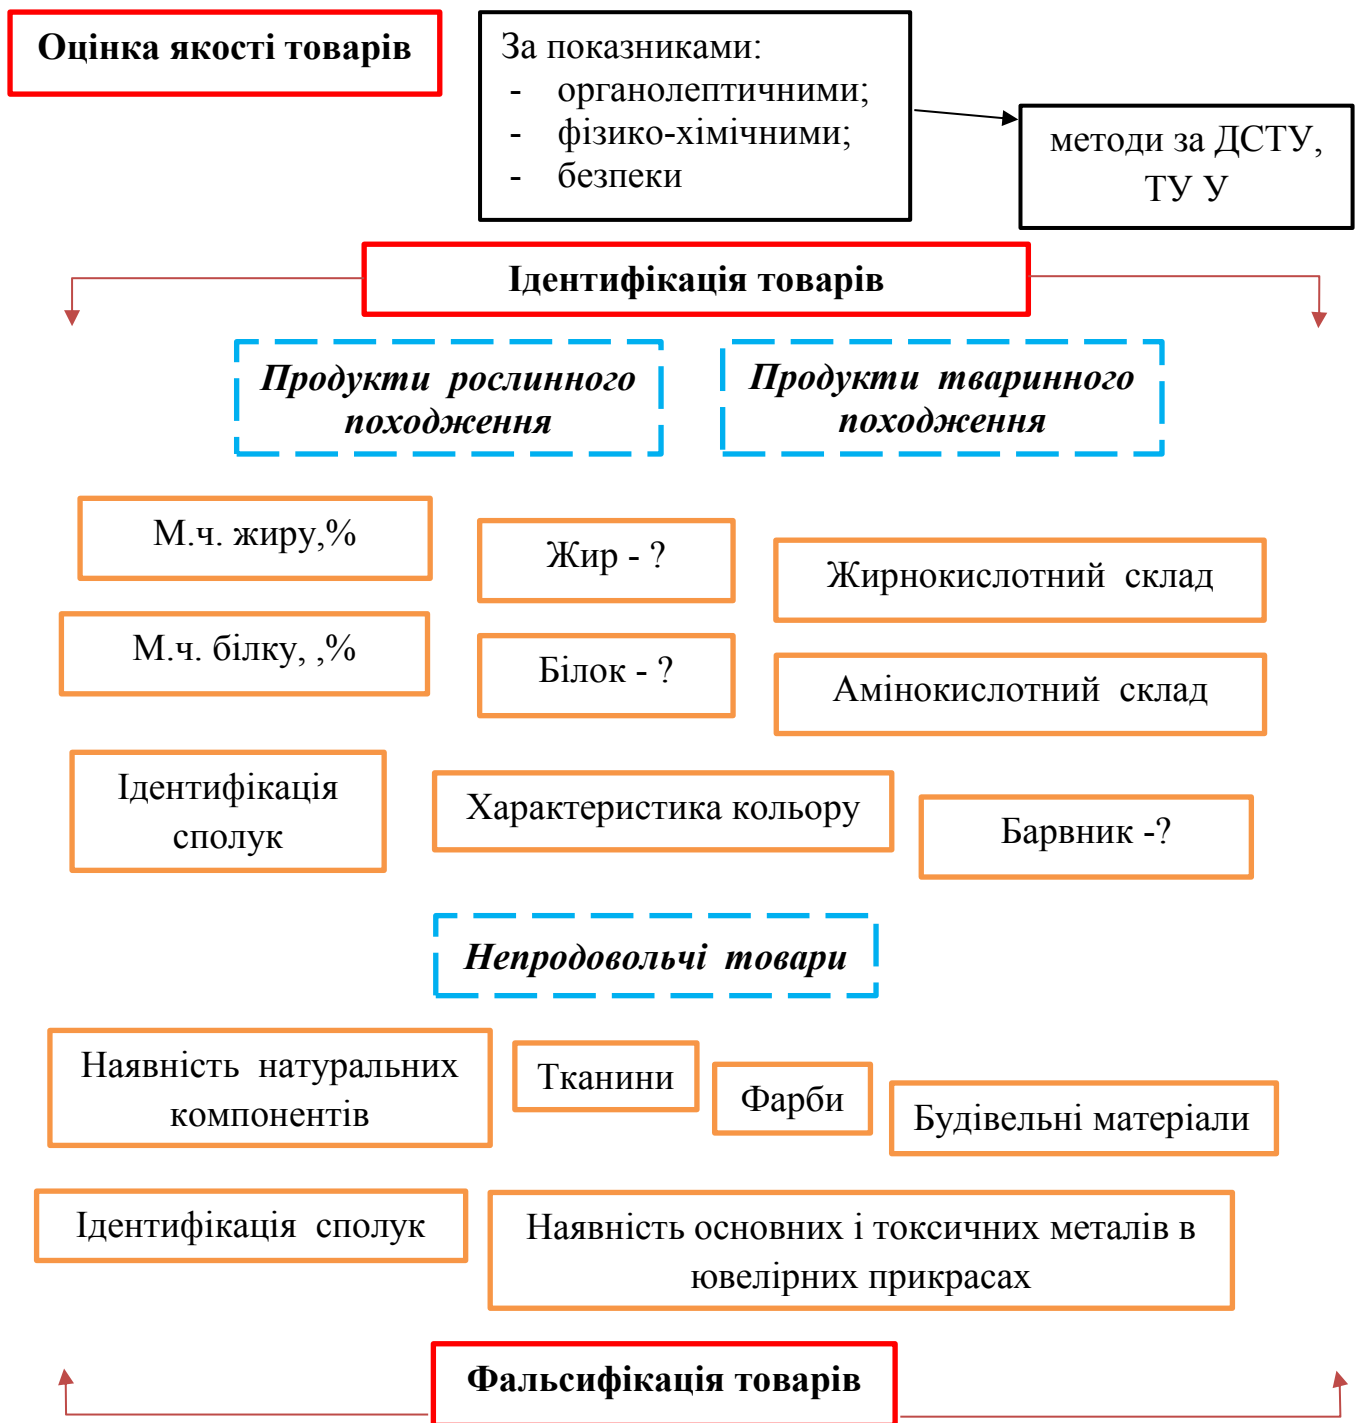 Оцінка якості товарів
За показниками:
- органолептичними;
- фізико-хімічними;
- безпеки
методи за ДСТУ,
ТУ У
Ідентифікація товарів
Продукти рослинного
походження
Продукти тваринного
походження
М.ч. жиру,%
Жир - ?
Жирнокислотний склад
М.ч. білку, ,%
Білок - ?
Амінокислотний склад
Ідентифікація
сполук
Характеристика кольору
Барвник -?
Непродовольчі товари
Наявність натуральних
компонентів
Тканини
Фарби
Будівельні матеріали
Ідентифікація сполук
Наявність основних і токсичних металів в
ювелірних прикрасах
Фальсифікація товарів